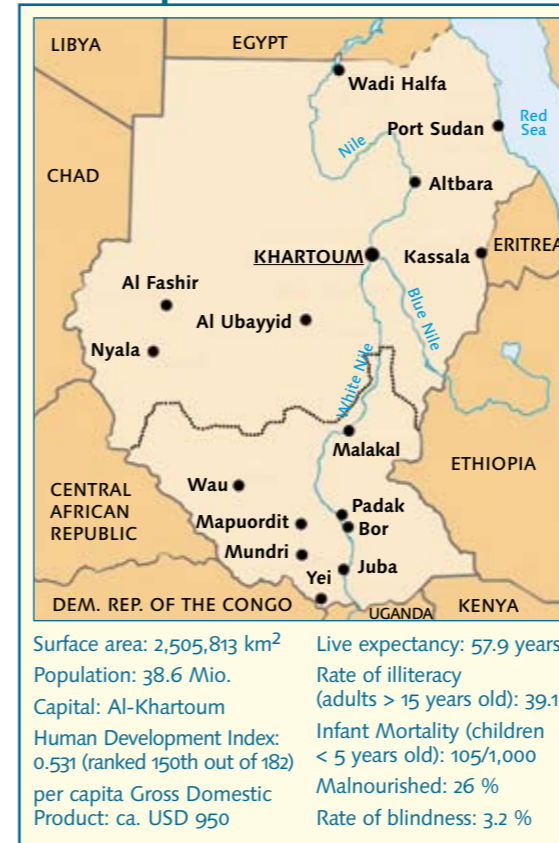 LIBYA
EGYPT
Wadi Halfa
Port Sudan
Red
Sea
Nile
CHAD
Altbara
ERITREA
KHARTOUM
Kassala
Al Fashir
Blue Nile
Al Ubayyid
Nyala
White Nile
Malakal
ETHIOPIA
Wau
CENTRAL
AFRICAN
REPUBLIC
Padak
Mapuordit
Bor
Mundri
Juba
Yei
DEM. REP. OF THE CONGO
UGANDA
KENYA
Surface area: 2,505,813 km²
Population: 38.6 Mio.
Capital: Al-Khartoum
Human Development Index:
0.531 (ranked 150th out of 182)
per capita Gross Domestic
Product: ca. USD 950
Live expectancy: 57.9 years
Rate of illiteracy
(adults > 15 years old): 39.1
Infant Mortality (children
< 5 years old): 105/1,000
Malnourished: 26 %
Rate of blindness: 3.2 %